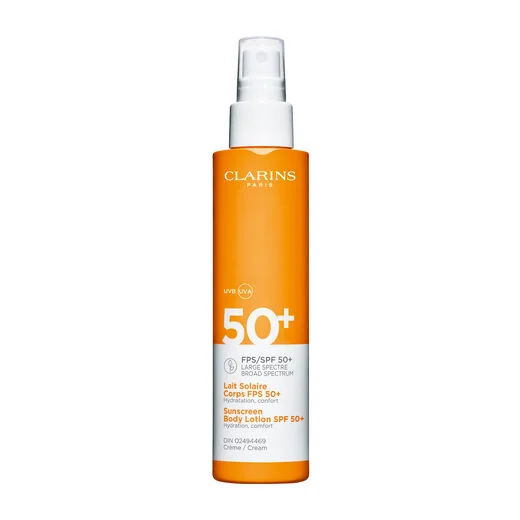 CLARINS
PARIS
UVB UVA
50+
FPS/SPF 50+
LARGE SPECTRE
BROAD SPECTRUM
Lait Solaire
Corps FPS 50+
Hydratation, confort
Sunscreen
Body Lotion SPF 50+
Hydration, comfort
DIN 02494469
Crème / Cream